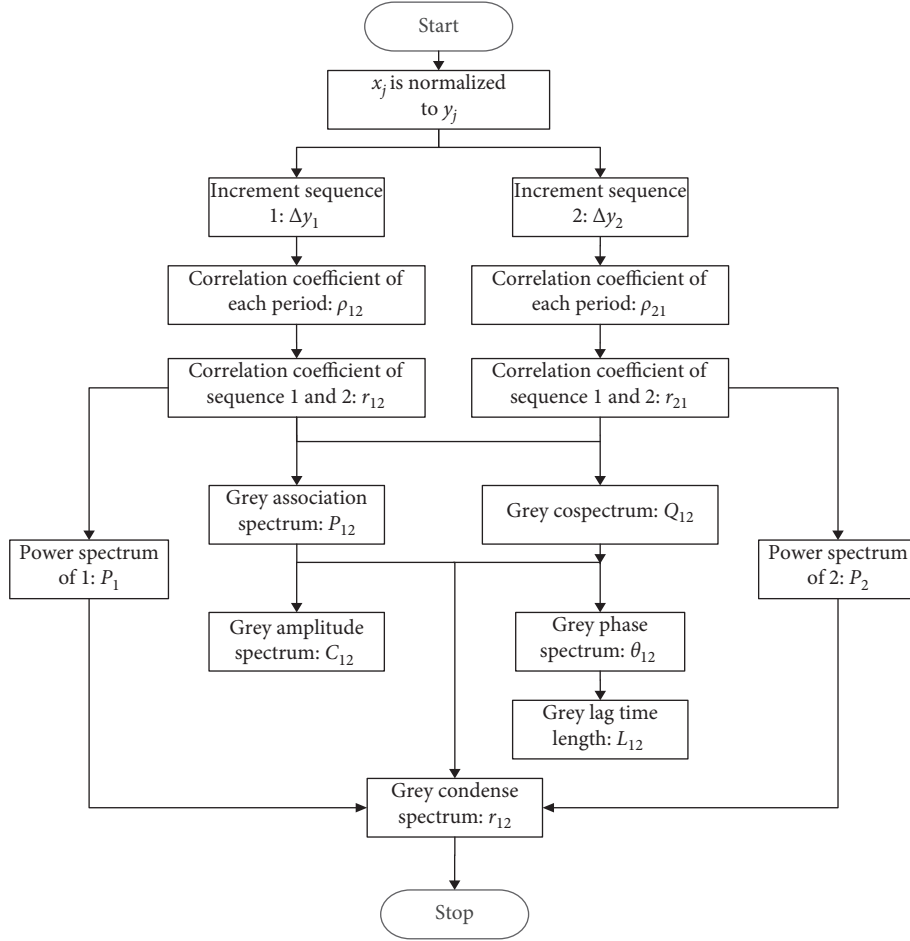 Start
x_j is normalized
to y_j
Increment sequence
1: Δy_1
Increment sequence
2: Δy_2
Correlation coefficient of
each period: ρ_12
Correlation coefficient of
each period: ρ_21
Correlation coefficient of
sequence 1 and 2: r_12
Correlation coefficient of
sequence 1 and 2: r_21
Grey association
spectrum: P_12
Grey cospectrum: Q_12
Power spectrum
of 1: P_1
Power spectrum
of 2: P_2
Grey amplitude
spectrum: C_12
Grey phase
spectrum: θ_12
Grey lag time
length: L_12
Grey condense
spectrum: r_12
Stop